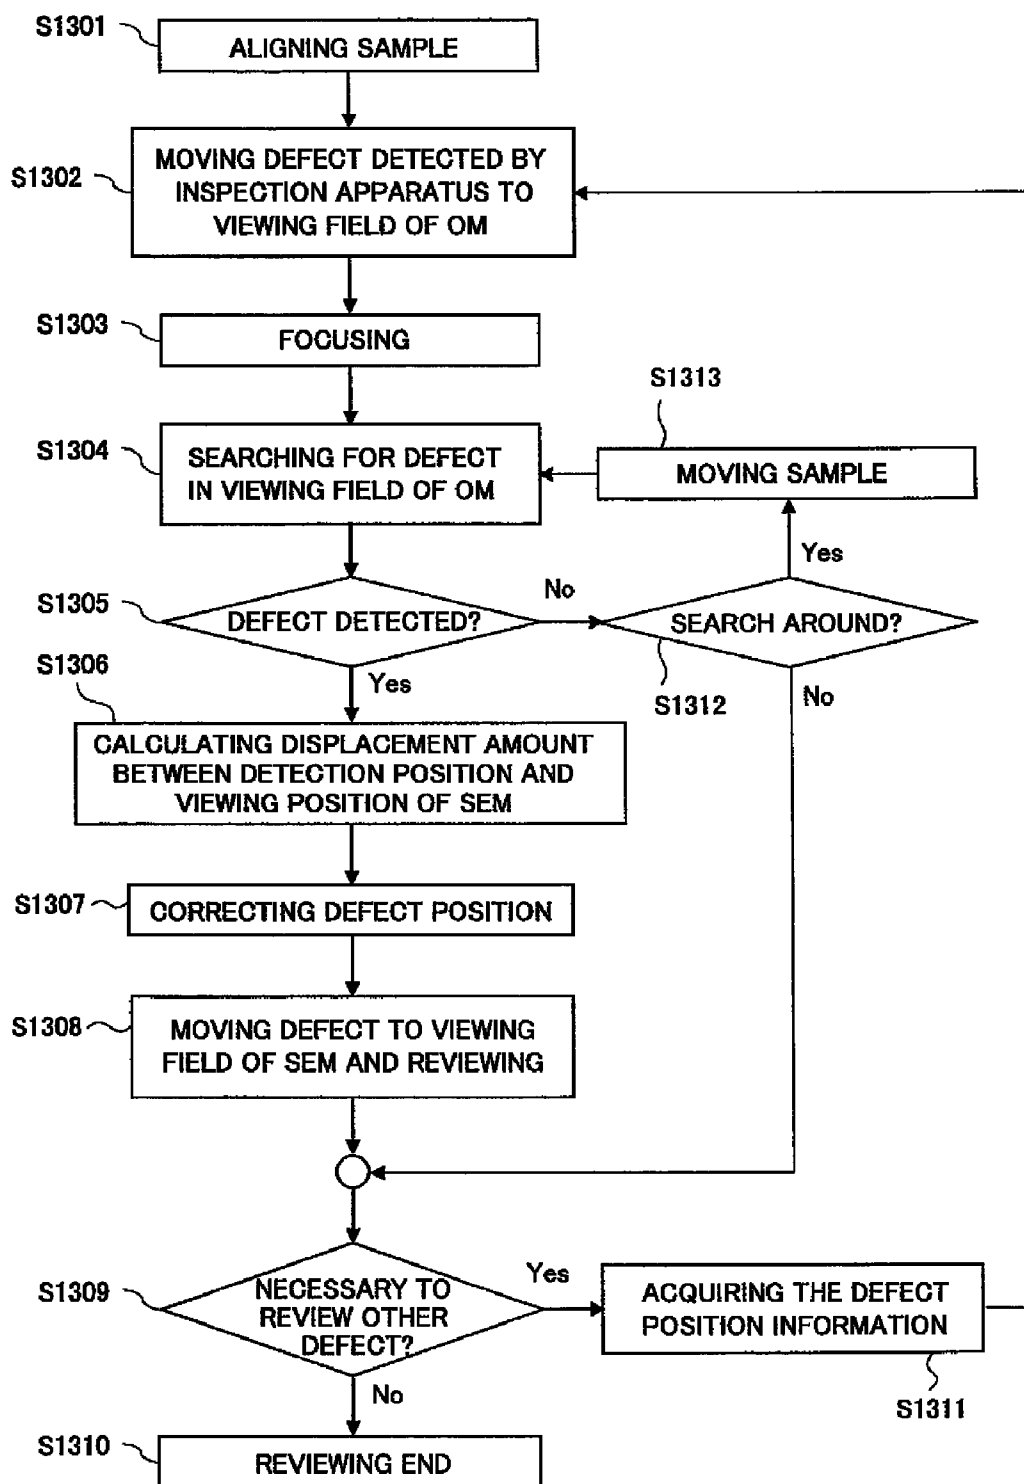 S1301
ALIGNING SAMPLE
S1302
MOVING DEFECT DETECTED BY
INSPECTION APPARATUS TO
VIEWING FIELD OF OM
S1303
FOCUSING
S1313
MOVING SAMPLE
S1304
SEARCHING FOR DEFECT
IN VIEWING FIELD OF OM
Yes
S1305
DEFECT DETECTED?
No
SEARCH AROUND?
S1312
No
Yes
S1306
CALCULATING DISPLACEMENT AMOUNT
BETWEEN DETECTION POSITION AND
VIEWING POSITION OF SEM
S1307
CORRECTING DEFECT POSITION
S1308
MOVING DEFECT TO VIEWING
FIELD OF SEM AND REVIEWING
S1309
NECESSARY TO
REVIEW OTHER
DEFECT?
Yes
ACQUIRING THE DEFECT
POSITION INFORMATION
S1311
No
S1310
REVIEWING END